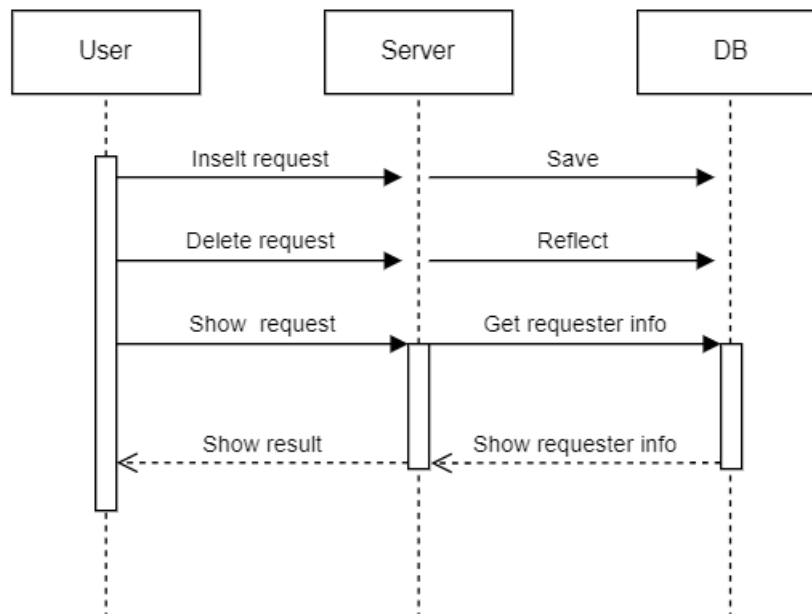 User
Server
DB
Inselt request
Save
Delete request
Reflect
Show request
Get requester info
Show result
Show requester info